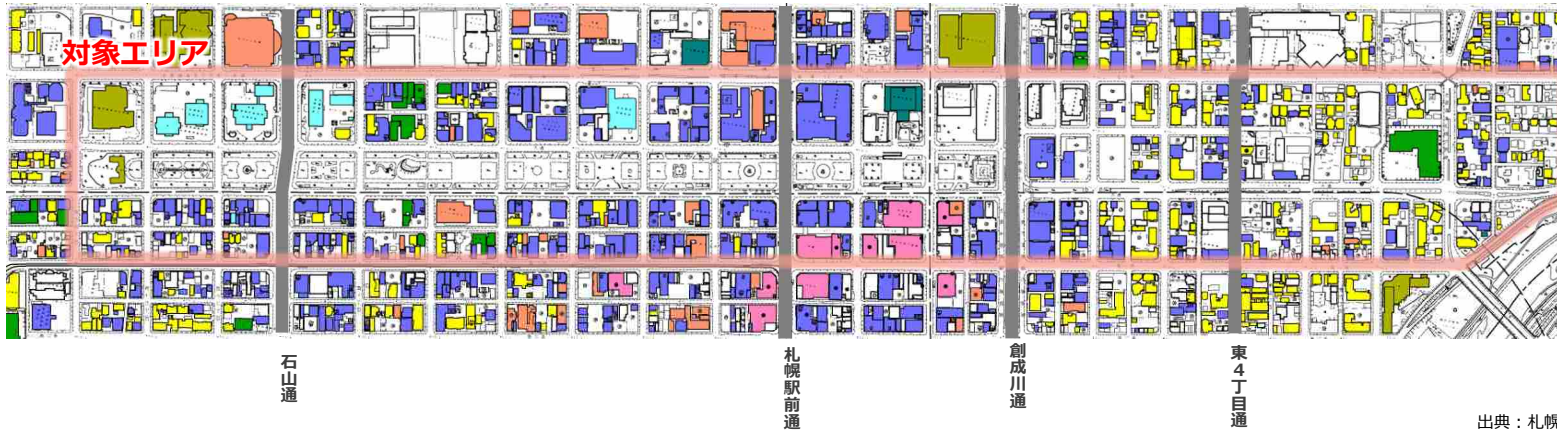 対象エリア
石山通
札幌駅前通
創成川通
東4丁目通
出典：札幌